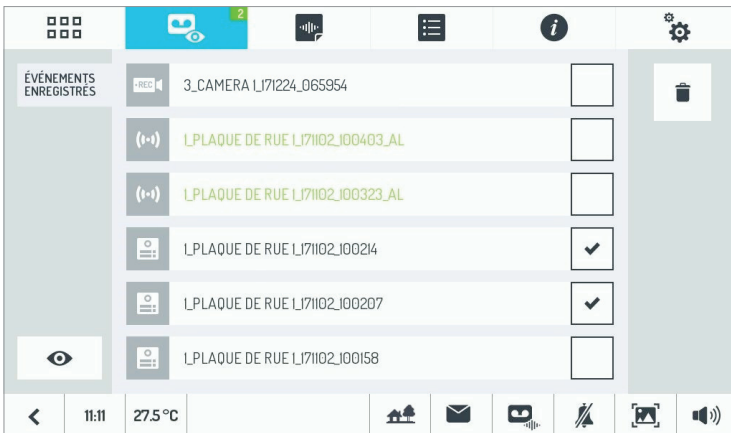 2
ÉVÉNEMENTS
ENREGISTRÉS
•REC
3_CAMERA 1_171224_065954
1_PLAQUE DE RUE 1_171102_100403_AL
1_PLAQUE DE RUE 1_171102_100323_AL
1_PLAQUE DE RUE 1_171102_100214
1_PLAQUE DE RUE 1_171102_100207
1_PLAQUE DE RUE 1_171102_100158
11:11
27.5 °C